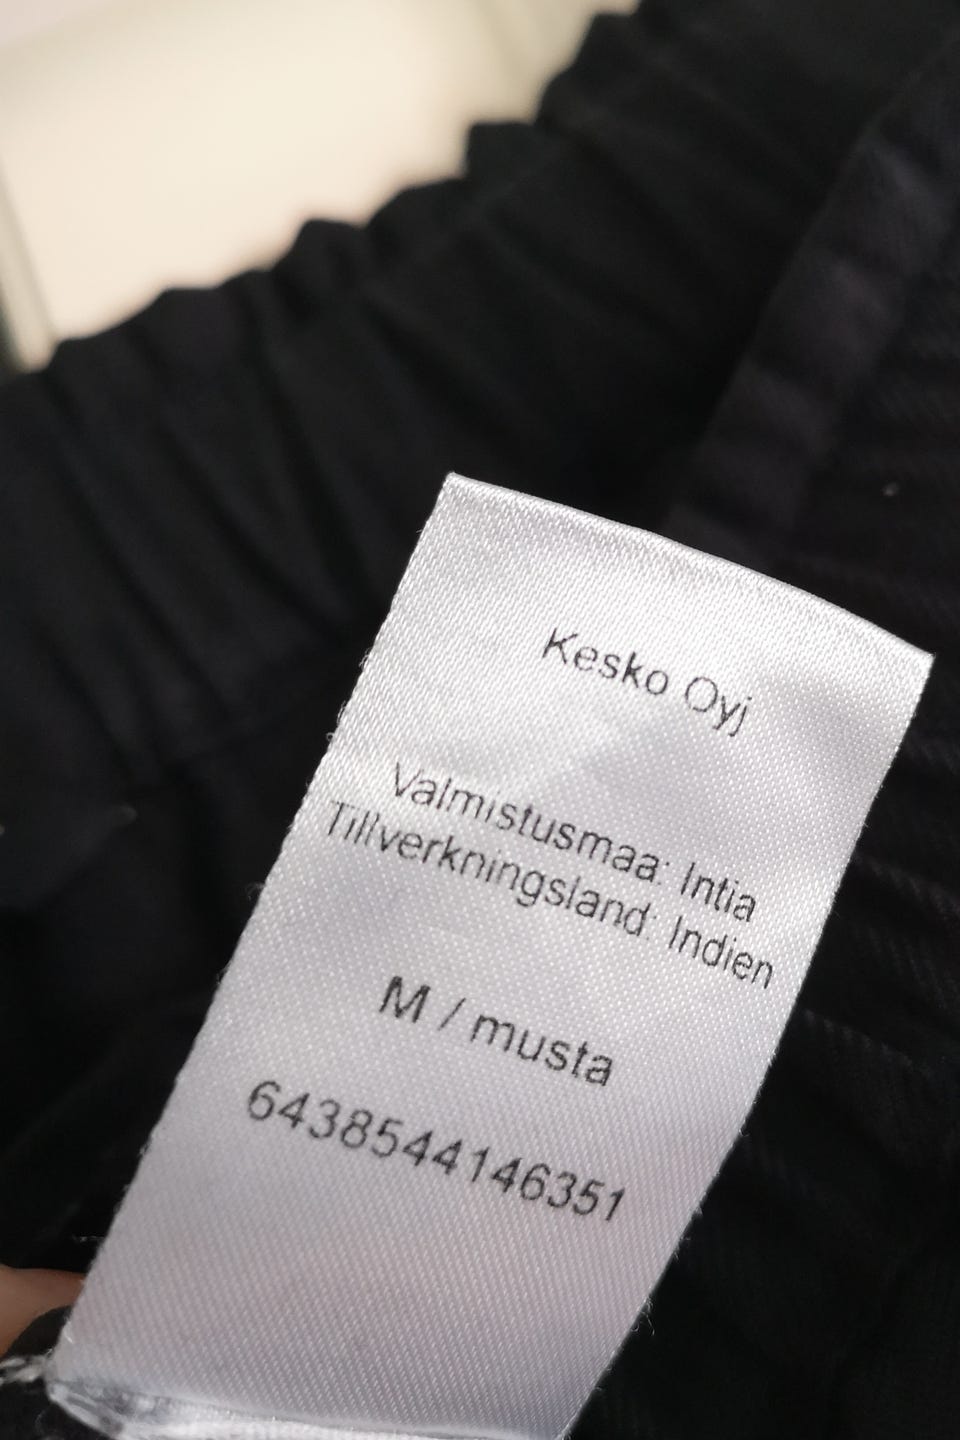 Kesko Oyj
Valmistusmaa: Intia
Tillverkningsland: Indien
M / musta
6438544146351